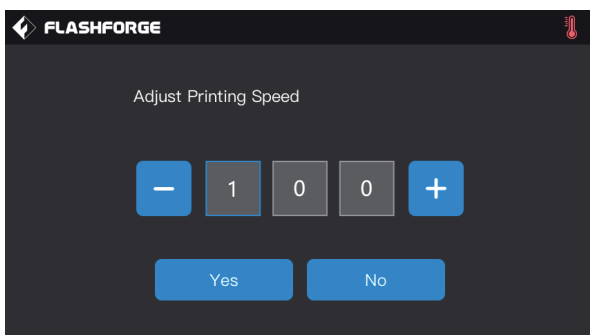 FLASHFORGE
Adjust Printing Speed
− 1 0 0 +
Yes No